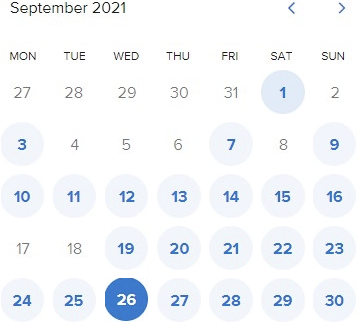 September 2021 < >
MON TUE WED THU FRI SAT SUN
27 28 29 30 31 1 2
3 4 5 6 7 8 9
10 11 12 13 14 15 16
17 18 19 20 21 22 23
24 25 26 27 28 29 30